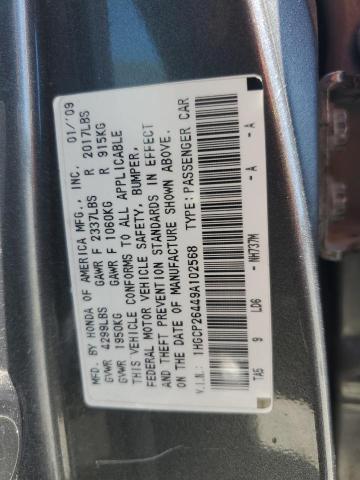 MFD. BY HONDA OF AMERICA MFG., INC. 01/'09
GVWR 4299LBS GAWR F 2337LBS R 2017LBS
GVWR 1950KG GAWR F 1060KG R 915KG
THIS VEHICLE CONFORMS TO ALL APPLICABLE
FEDERAL MOTOR VEHICLE SAFETY, BUMPER,
AND THEFT PREVENTION STANDARDS IN EFFECT
ON THE DATE OF MANUFACTURE SHOWN ABOVE.
V.I.N.: 1HGCP26449A102568 TYPE:PASSENGER CAR
TA5 9 LDG - NH737M - A - A